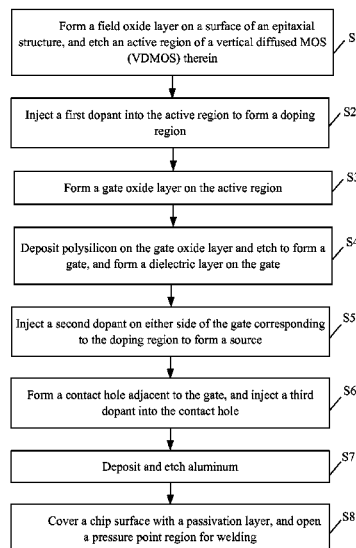 Form a field oxide layer on a surface of an epitaxial
structure, and etch an active region of a vertical diffused MOS
(VDMOS) therein
S
Inject a first dopant into the active region to form a doping
region
S2
Form a gate oxide layer on the active region
S3
Deposit polysilicon on the gate oxide layer and etch to form a
gate, and form a dielectric layer on the gate
S4
Inject a second dopant on either side of the gate corresponding
to the doping region to form a source
S5
Form a contact hole adjacent to the gate, and inject a third
dopant into the contact hole
S6
Deposit and etch aluminum
S7
Cover a chip surface with a passivation layer, and open
a pressure point region for welding
S8